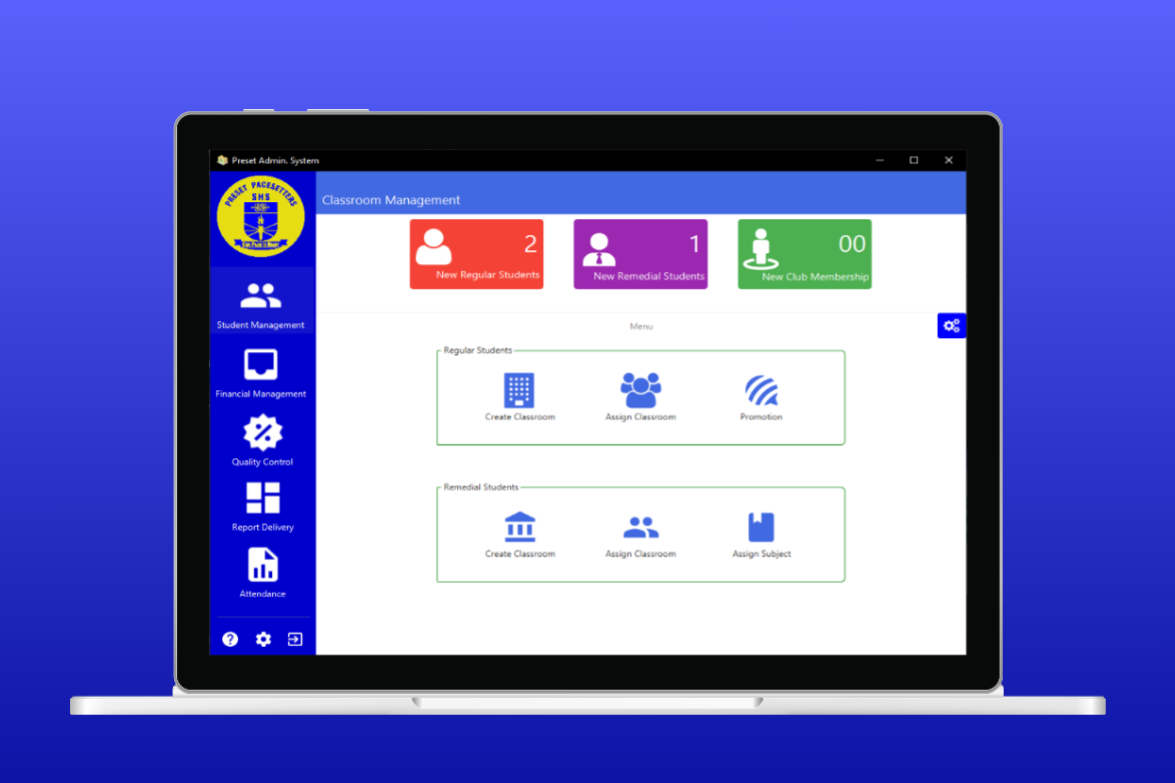 Preset Admin. System
PRESET PACESETTERS
SHS
Classroom Management
2
New Regular Students
1
New Remedial Students
00
New Club Membership
Student Management
Financial Management
Quality Control
Report Delivery
Attendance
Menu
Regular Students
Create Classroom
Assign Classroom
Promotion
Remedial Students
Create Classroom
Assign Classroom
Assign Subject